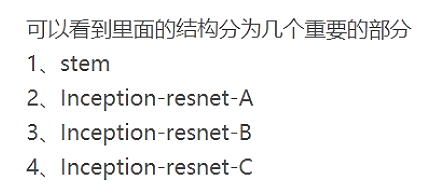 可以看到里面的结构分为几个重要的部分
1、stem
2、Inception-resnet-A
3、Inception-resnet-B
4、Inception-resnet-C